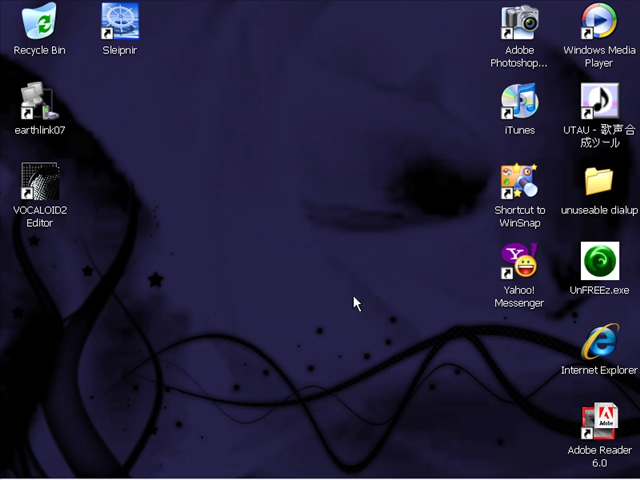 Recycle Bin
Sleipnir
Adobe
Photoshop...
Windows Media
Player
earthlink07
iTunes
UTAU - 歌声合
成ツール
VOCALOID2
Editor
Shortcut to
WinSnap
unuseable dialup
Yahoo!
Messenger
UnFREEz.exe
Internet Explorer
Adobe
Adobe Reader
6.0